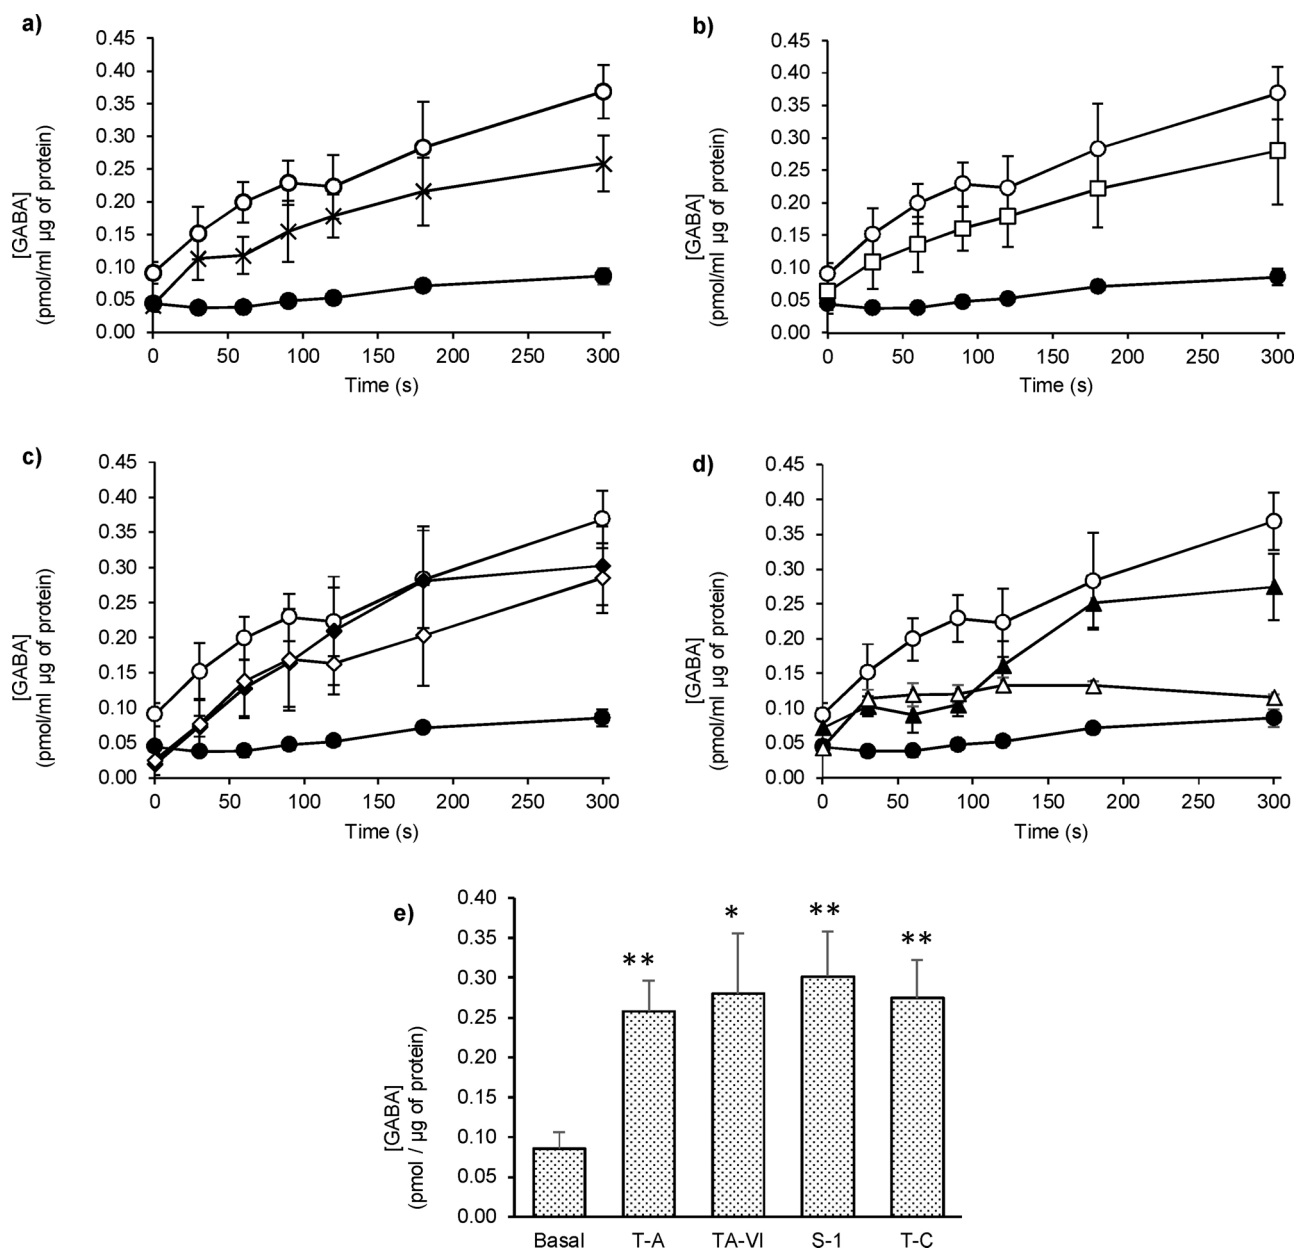 a)
0.45
0.40
0.35
0.30
0.25
0.20
0.15
0.10
0.05
0.00
[GABA]
(pmol/ml µg of protein)
0 50 100 150 200 250 300
Time (s)
b)
0.45
0.40
0.35
0.30
0.25
0.20
0.15
0.10
0.05
0.00
[GABA]
(pmol/ml µg of protein)
0 50 100 150 200 250 300
Time (s)
c)
0.45
0.40
0.35
0.30
0.25
0.20
0.15
0.10
0.05
0.00
[GABA]
(pmol/ml µg of protein)
0 50 100 150 200 250 300
Time (s)
d)
0.45
0.40
0.35
0.30
0.25
0.20
0.15
0.10
0.05
0.00
[GABA]
(pmol/ml µg of protein)
0 50 100 150 200 250 300
Time (s)
e)
0.40
0.35
0.30
0.25
0.20
0.15
0.10
0.05
0.00
[GABA]
(pmol / µg of protein)
** * ** **
Basal T-A TA-VI S-1 T-C